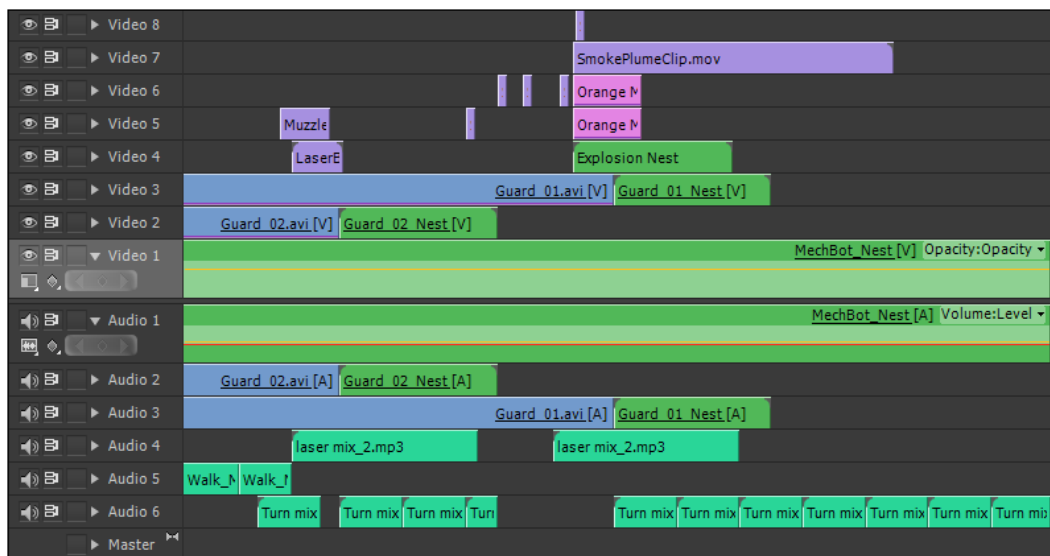 Video 8
Video 7 SmokePlumeClip.mov
Video 6 Orange M
Video 5 Muzzle Orange M
Video 4 LaserE Explosion Nest
Video 3 Guard_01.avi [V] Guard_01_Nest [V]
Video 2 Guard_02.avi [V] Guard_02_Nest [V]
Video 1 MechBot_Nest [V] Opacity:Opacity
Audio 1 MechBot_Nest [A] Volume:Level
Audio 2 Guard_02.avi [A] Guard_02_Nest [A]
Audio 3 Guard_01.avi [A] Guard_01_Nest [A]
Audio 4 laser mix_2.mp3 laser mix_2.mp3
Audio 5 Walk_M Walk_M
Audio 6 Turn mix Turn mix Turn mix Turn Turn mix Turn mix Turn mix Turn mix Turn mix Turn mix Turn mix
Master